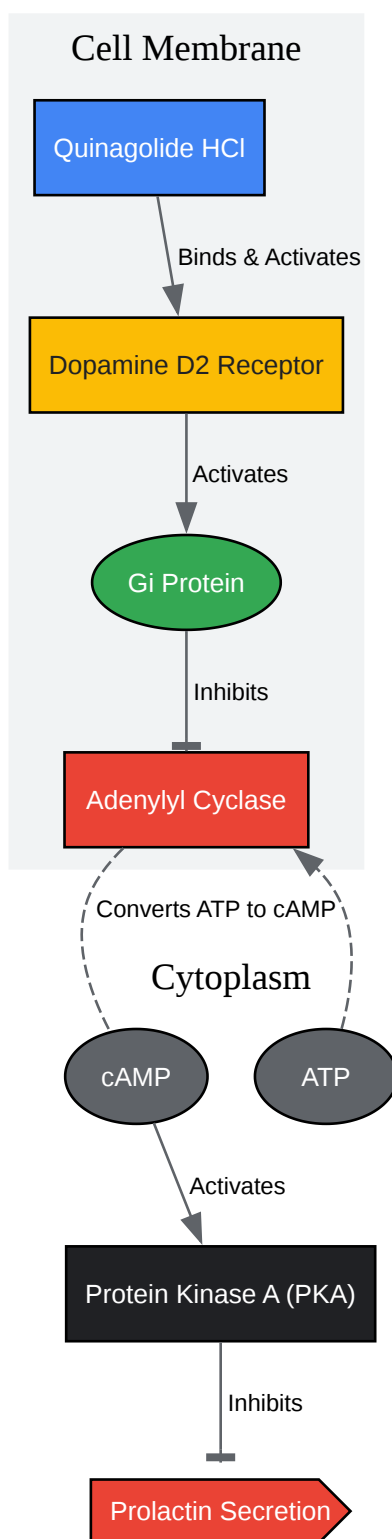 Cell Membrane
Quinagolide HCl
Binds & Activates
Dopamine D2 Receptor
Activates
Gi Protein
Inhibits
Adenylyl Cyclase
Converts ATP to cAMP
Cytoplasm
cAMP
ATP
Activates
Protein Kinase A (PKA)
Inhibits
Prolactin Secretion